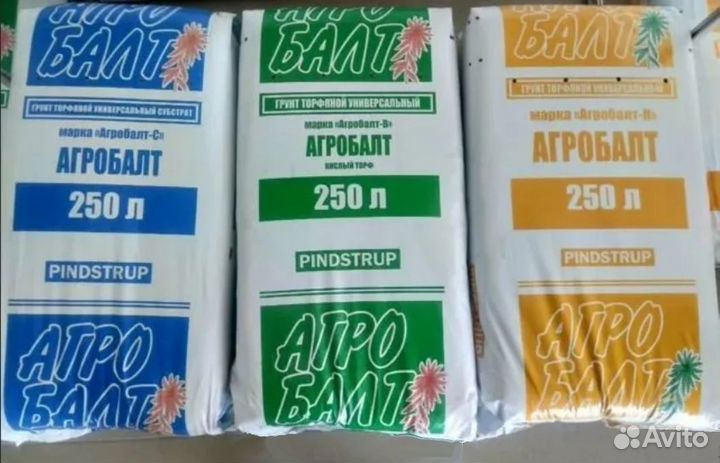 АГРО
БАЛТ
ГРУНТ ТОРФЯНОЙ УНИВЕРСАЛЬНЫЙ СУБСТРАТ
марка «Агробалт-С»
АГРОБАЛТ
250 л
PINDSTRUP
АГРО
БАЛТ
АГРО
БАЛТ
ГРУНТ ТОРФЯНОЙ УНИВЕРСАЛЬНЫЙ
марка «Агробалт-В»
АГРОБАЛТ
КИСЛЫЙ ТОРФ
250 л
PINDSTRUP
АГРО
БАЛТ
АГРО
БАЛТ
ГРУНТ ТОРФЯНОЙ УНИВЕРСАЛЬНЫЙ
марка «Агробалт-Н»
АГРОБАЛТ
250 л
PINDSTRUP
АГРО
БАЛТ
Avito